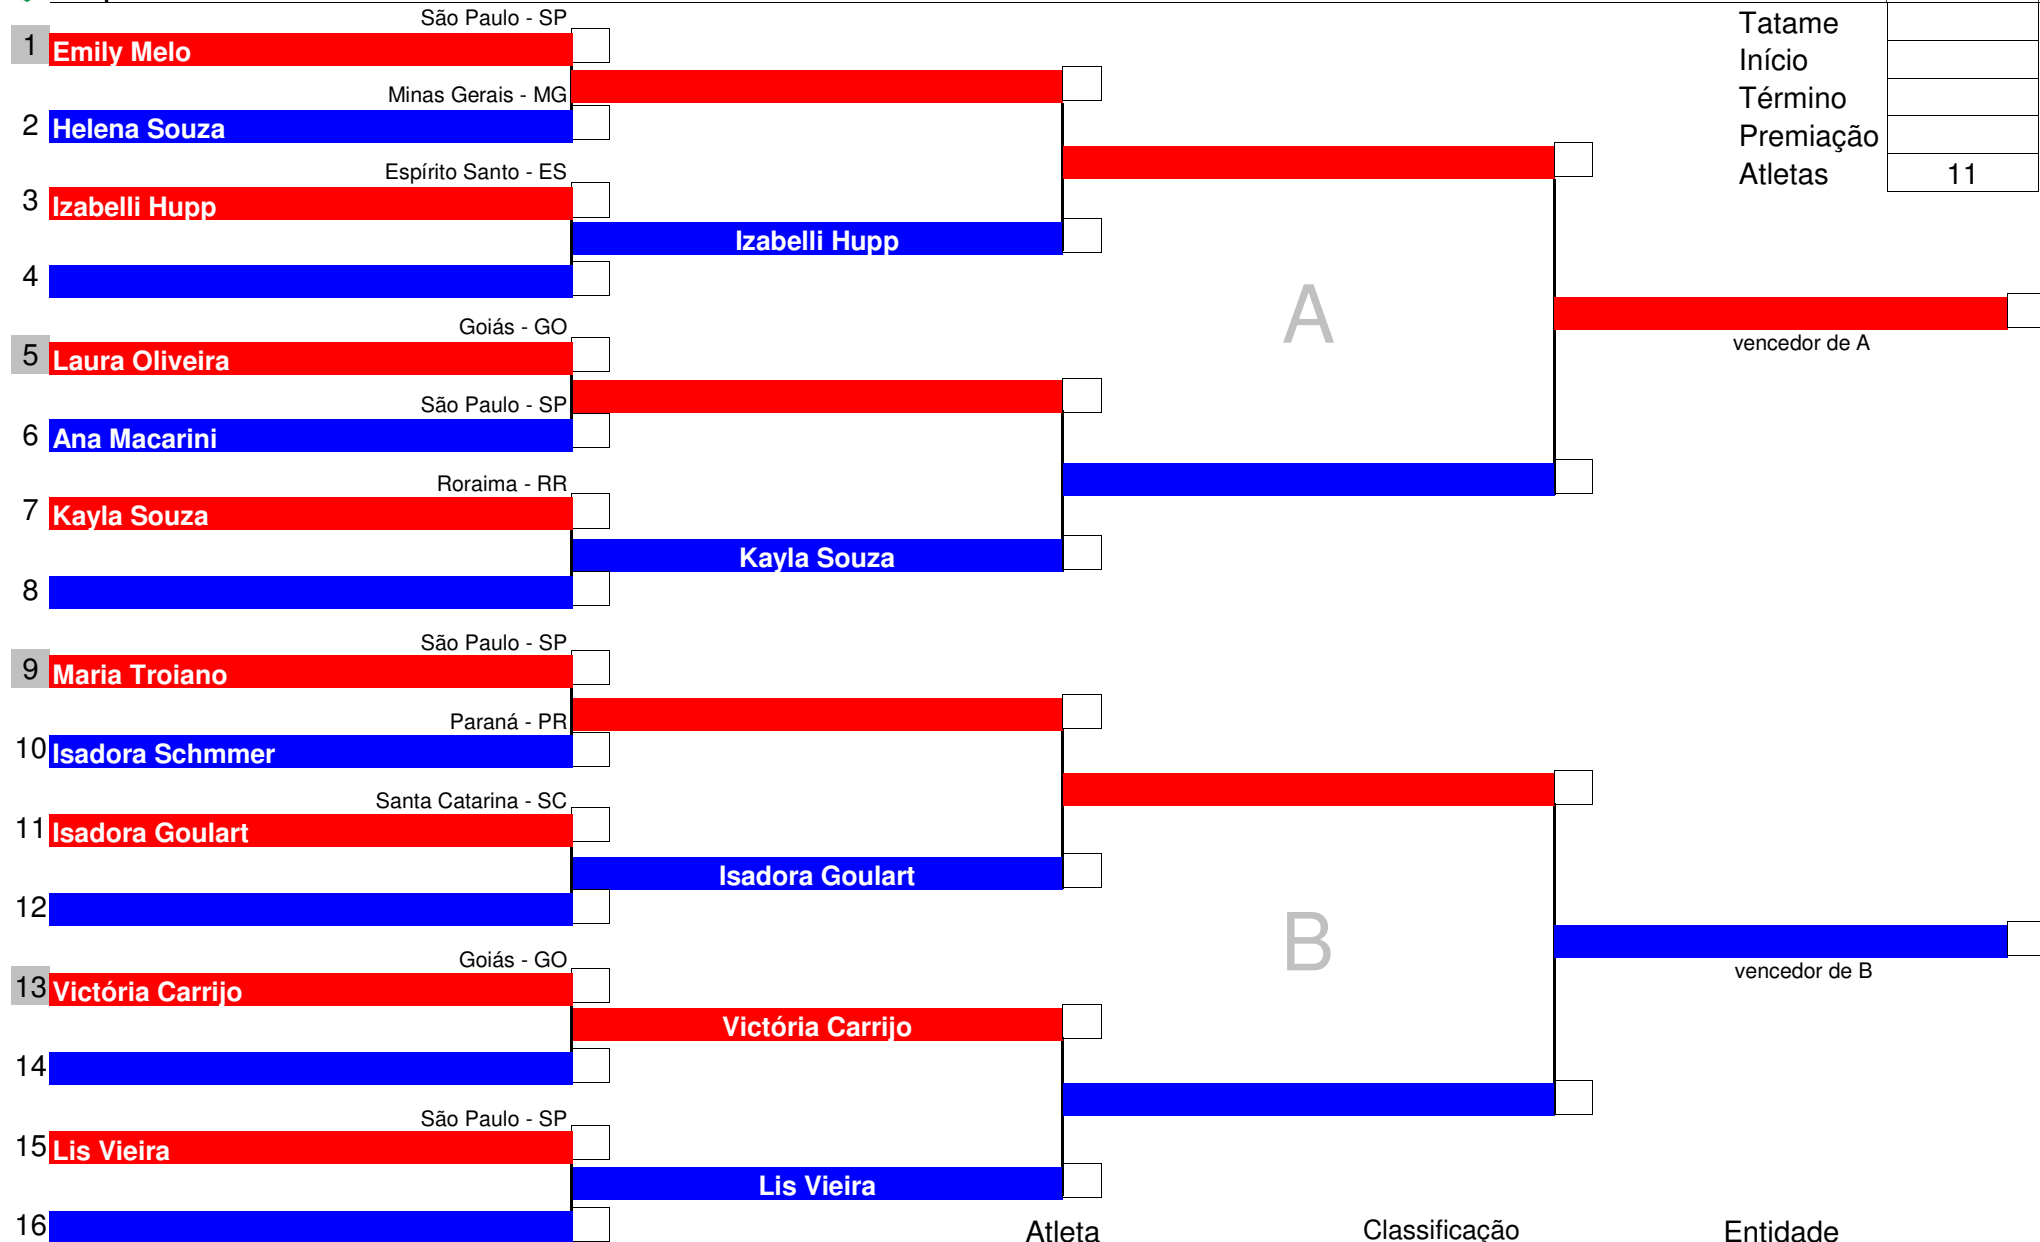 São Paulo - SP
1 Emily Melo
Minas Gerais - MG
2 Helena Souza
Espírito Santo - ES
3 Izabelli Hupp
Izabelli Hupp
4
Goiás - GO
5 Laura Oliveira
São Paulo - SP
6 Ana Macarini
Roraima - RR
7 Kayla Souza
Kayla Souza
8
São Paulo - SP
9 Maria Troiano
Paraná - PR
10 Isadora Schmmer
Santa Catarina - SC
11 Isadora Goulart
Isadora Goulart
12
Goiás - GO
13 Victória Carrijo
Victória Carrijo
14
São Paulo - SP
15 Lis Vieira
Lis Vieira
16
A
B
vencedor de A
vencedor de B
Tatame
Início
Término
Premiação
Atletas 11
Atleta Classificação Entidade